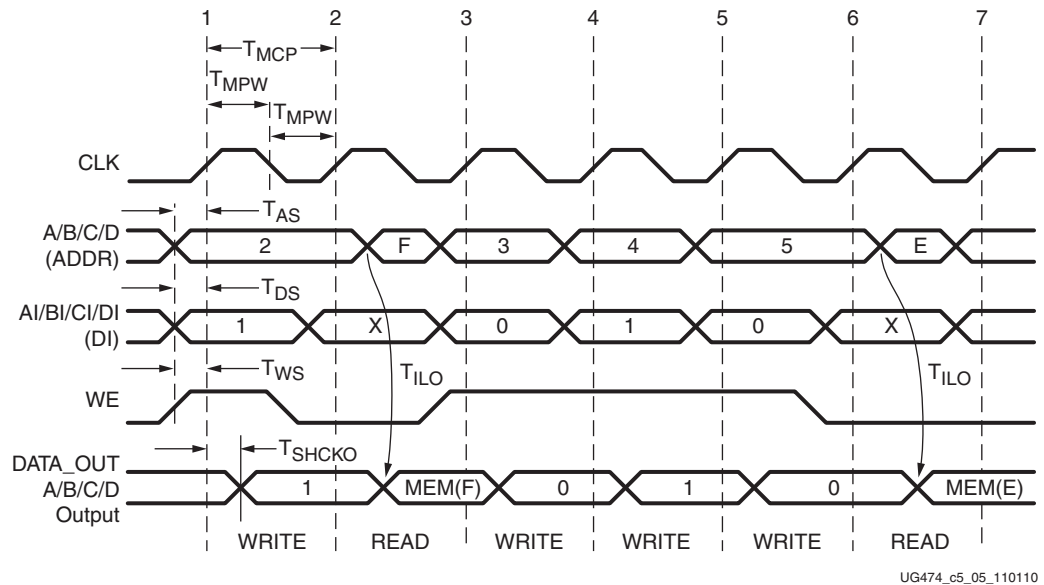 1 2 3 4 5 6 7
TMCP
TMPW
TMPW
CLK
TAS
A/B/C/D
(ADDR)
2 F 3 4 5 E
TDS
AI/BI/CI/DI
(DI)
1 X 0 1 0 X
TWS
TILO TILO
WE
TSHCKO
DATA_OUT
A/B/C/D
Output
1 MEM(F) 0 1 0 MEM(E)
WRITE READ WRITE WRITE WRITE READ
UG474_c5_05_110110